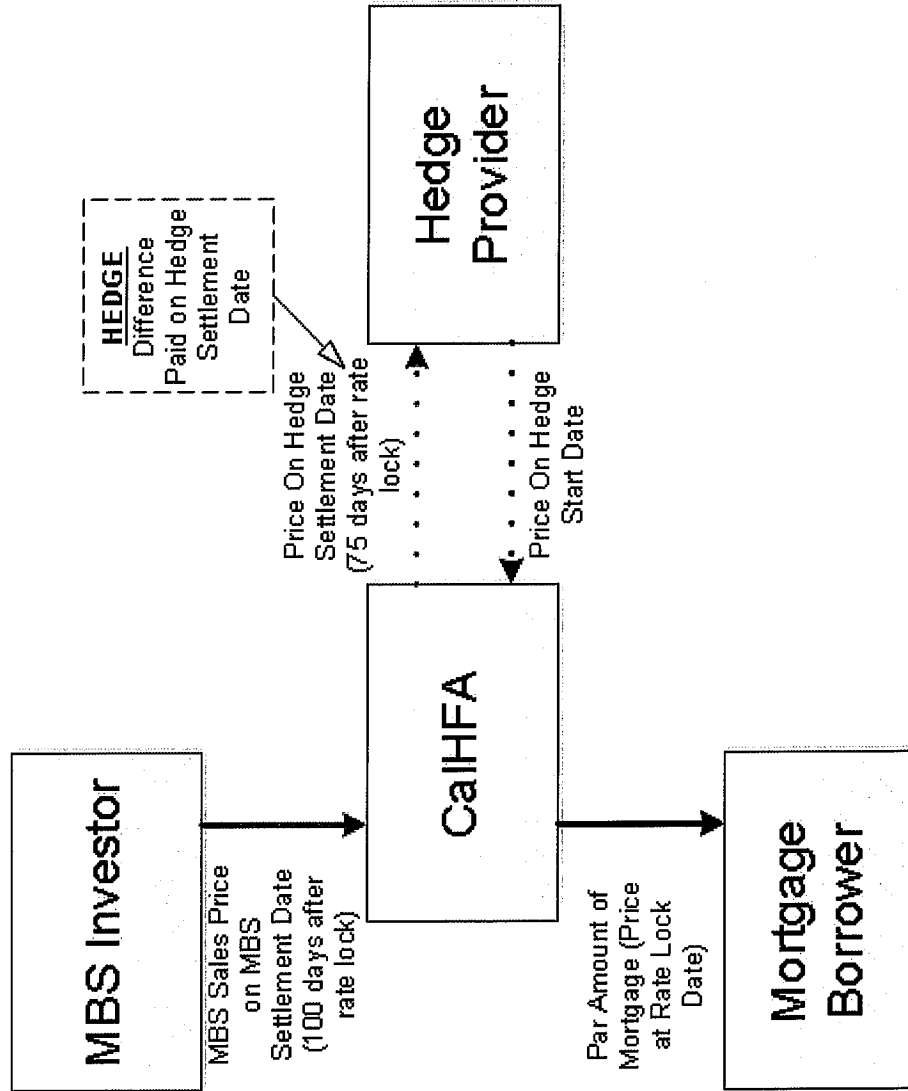 MBS Investor
MBS Sales Price
on MBS
Settlement Date
(100 days after
rate lock)
CalHFA
Par Amount of
Mortgage (Price
at Rate Lock
Date)
Mortgage
Borrower
HEDGE
Difference
Paid on Hedge
Settlement
Date
Price On Hedge
Settlement Date
(75 days after rate
lock)
Price On Hedge
Start Date
Hedge
Provider